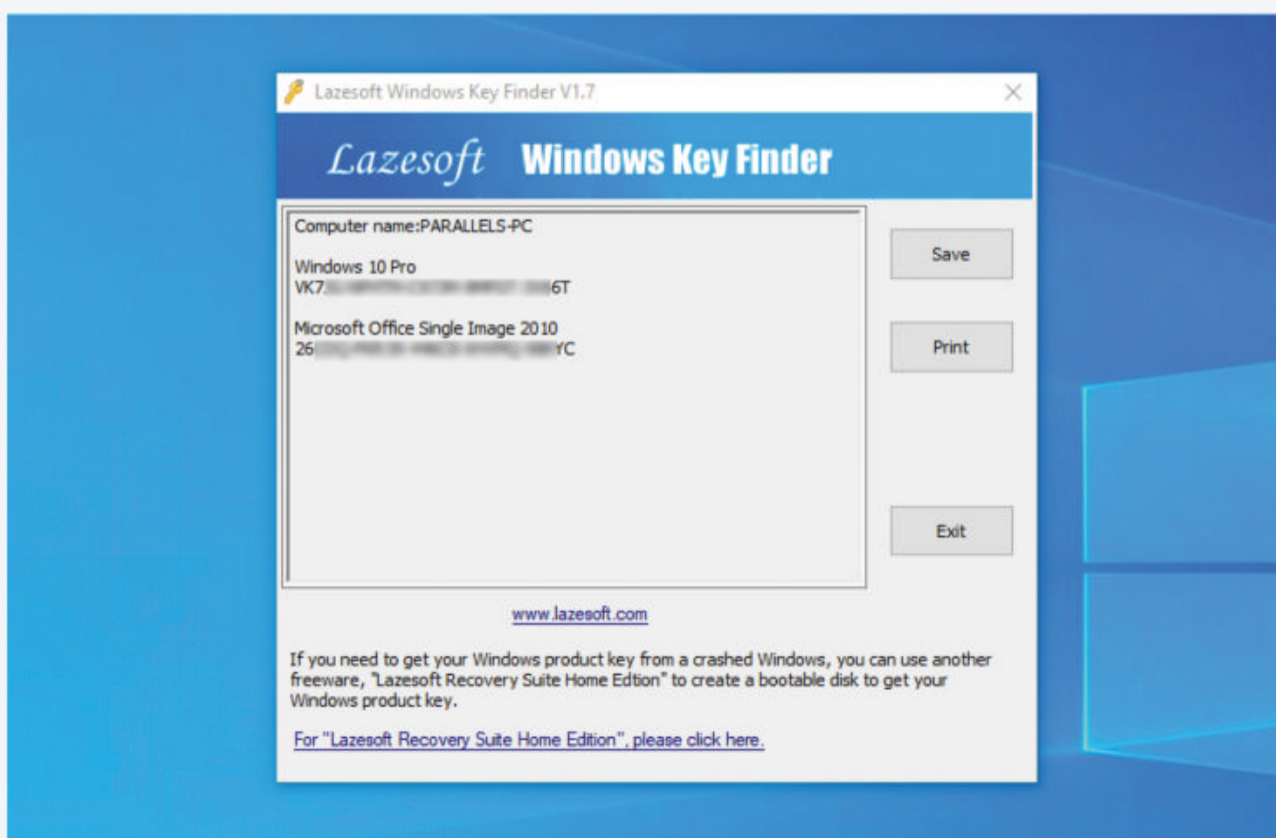 Lazesoft Windows Key Finder V1.7
Lazesoft Windows Key Finder
Computer name:PARALLELS-PC
Save
Windows 10 Pro
VK7 6T
Microsoft Office Single Image 2010
26 YC
Print
Exit
www.lazesoft.com
If you need to get your Windows product key from a crashed Windows, you can use another
freeware, "Lazesoft Recovery Suite Home Edtion" to create a bootable disk to get your
Windows product key.
For "Lazesoft Recovery Suite Home Edition", please click here.